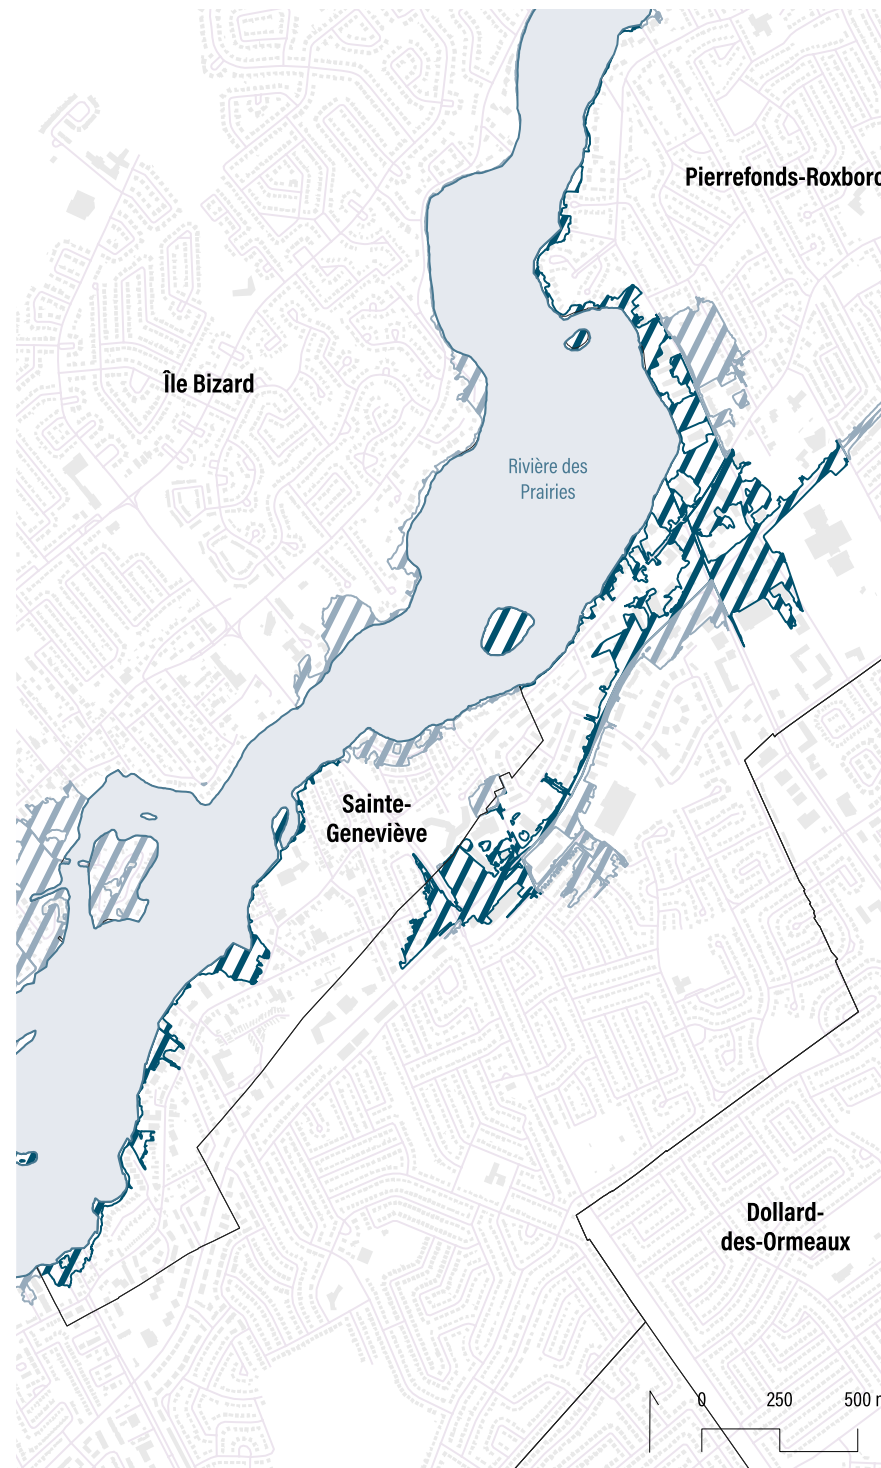 Pierrefonds-Roxboro
Île Bizard
Rivière des
Prairies
Sainte-
Geneviève
Dollard-
des-Ormeaux
0 250 500 m